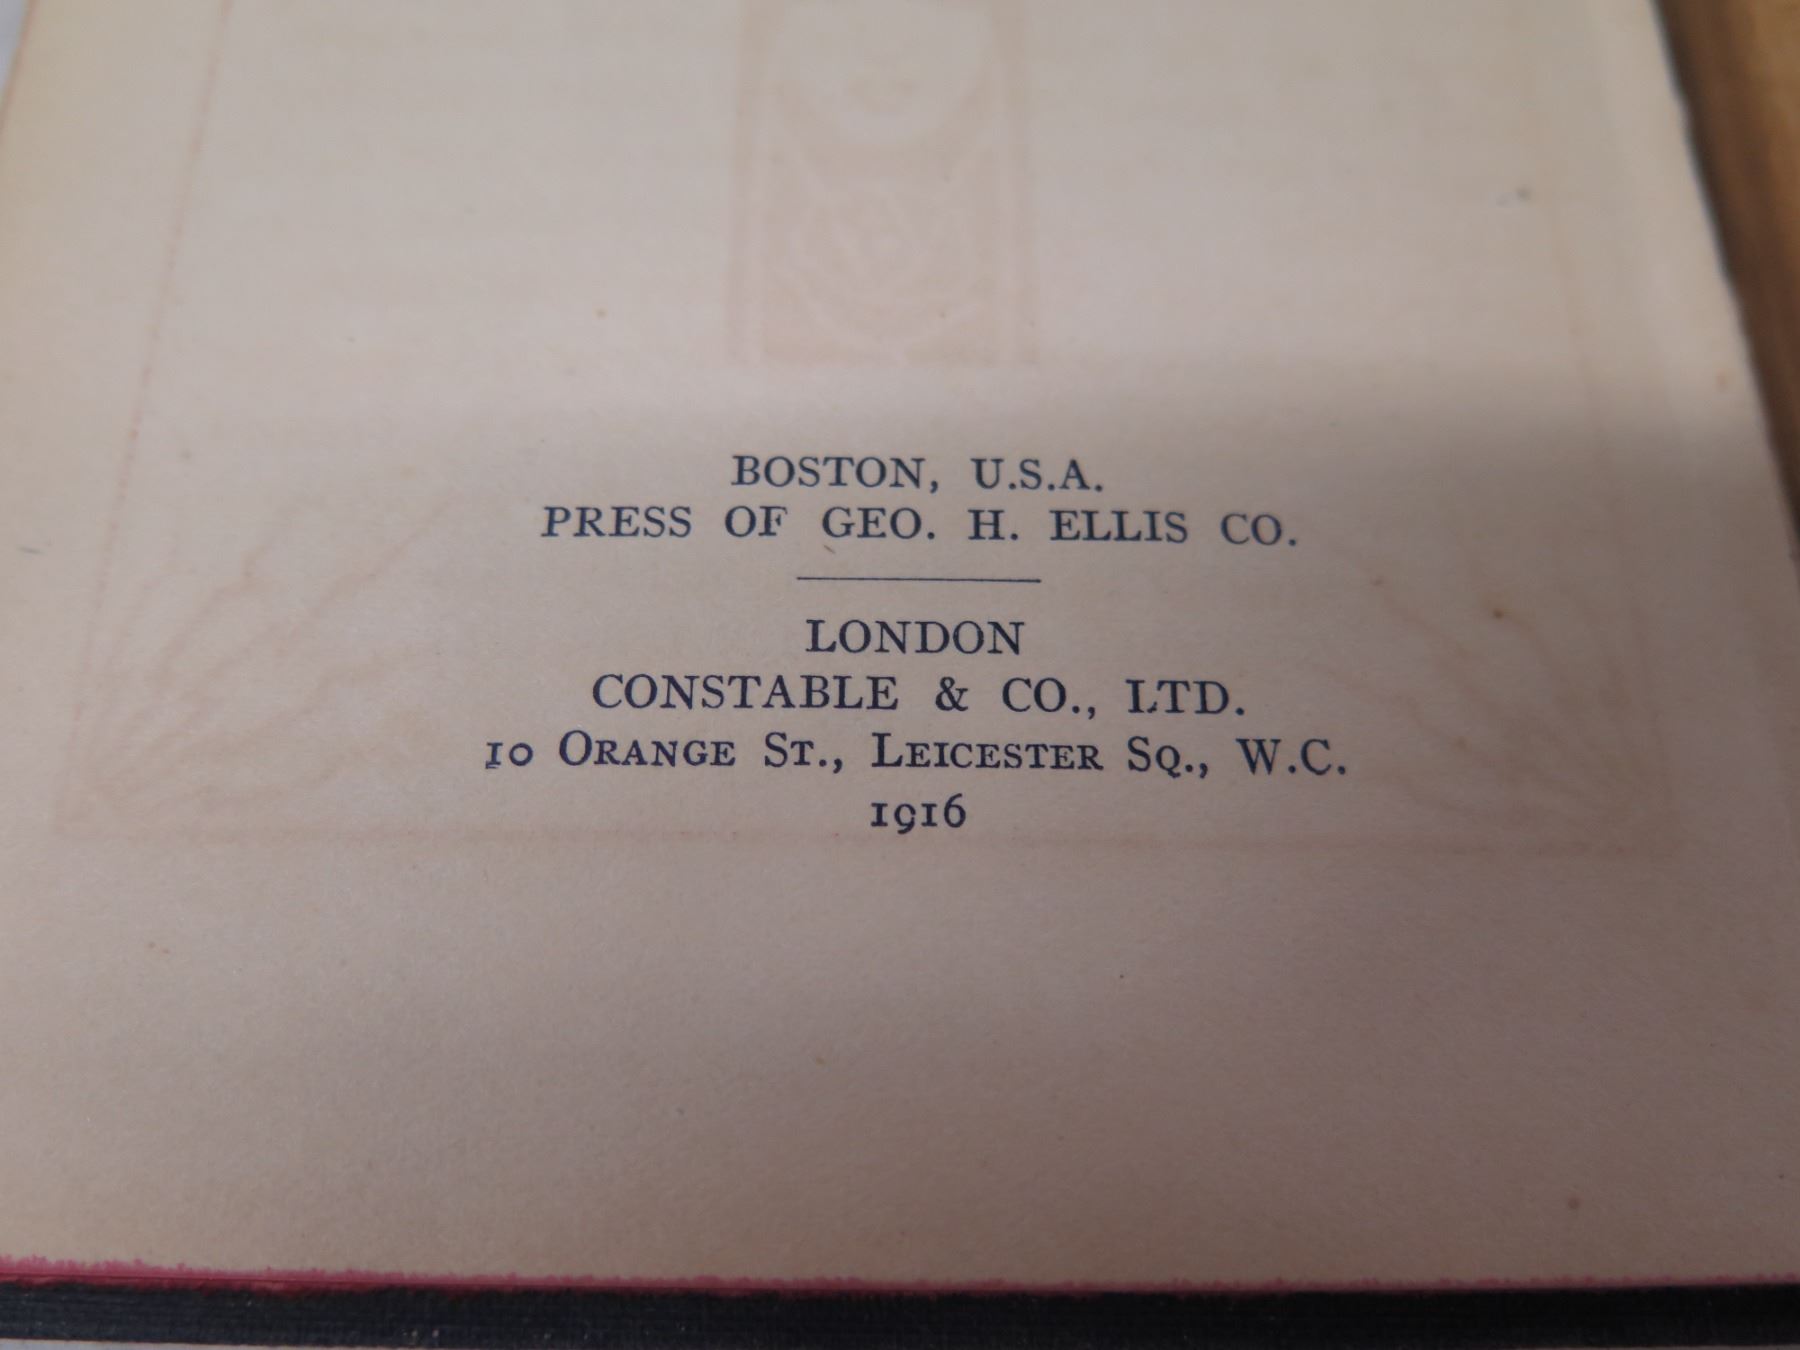 BOSTON, U.S.A.
PRESS OF GEO. H. ELLIS CO.
LONDON
CONSTABLE & CO., LTD.
10 ORANGE ST., LEICESTER SQ., W.C.
1916